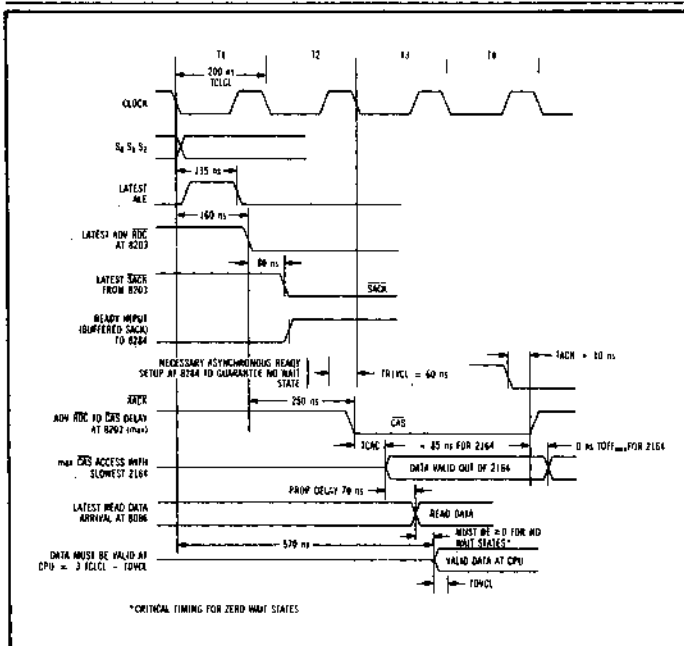 T1 T2 T3 T4
200 ns
TCLCL
CLOCK
S0 S1 S2
135 ns
LATEST
ALE
160 ns
LATEST ADV RDC
AT 8203
80 ns
LATEST SACK
FROM 8203
SACK
READY INPUT
(BUFFERED SACK)
TO 8284
NECESSARY ASYNCHRONOUS READY
SETUP AT 8284 TO GUARANTEE NO WAIT
STATE
TR1VCL = 60 ns
XACK
250 ns
ADV RDC TO CAS DELAY
AT 8203 (max)
CAS
TCAC
= 85 ns FOR 2164
0 ns TOFF FOR 2164
max CAS ACCESS WITH
SLOWEST 2164
DATA VALID OUT OF 2164
PROP DELAY 70 ns
LATEST READ DATA
ARRIVAL AT 8086
READ DATA
MUST BE ≥0 FOR NO
WAIT STATES*
570 ns
DATA MUST BE VALID AT
CPU = 3 TCLCL - TDVCL
VALID DATA AT CPU
TDVCL
*CRITICAL TIMING FOR ZERO WAIT STATES